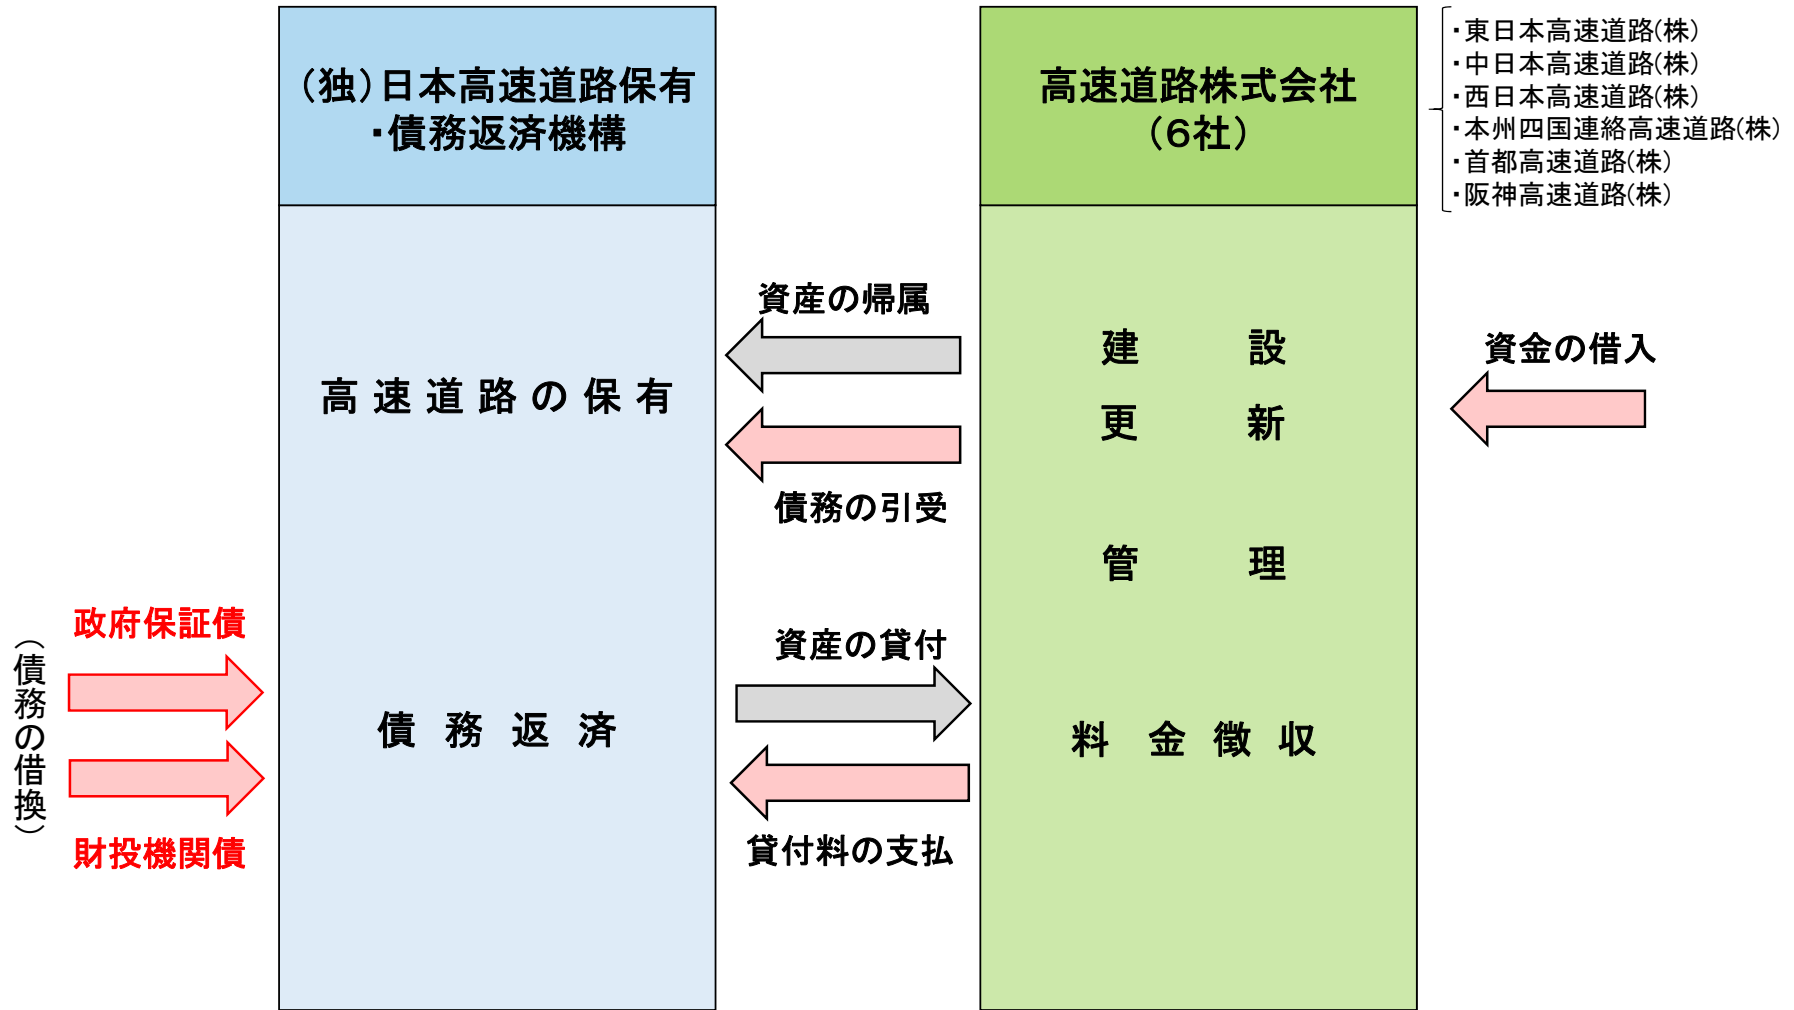 （独）日本高速道路保有
・債務返済機構
高速道路株式会社
（６社）
・東日本高速道路(株)
・中日本高速道路(株)
・西日本高速道路(株)
・本州四国連絡高速道路(株)
・首都高速道路(株)
・阪神高速道路(株)
資産の帰属
高速道路の保有
債務の引受
建設
更新
管理
資金の借入
政府保証債
（債務の借換）
財投機関債
債務返済
資産の貸付
貸付料の支払
料金徴収